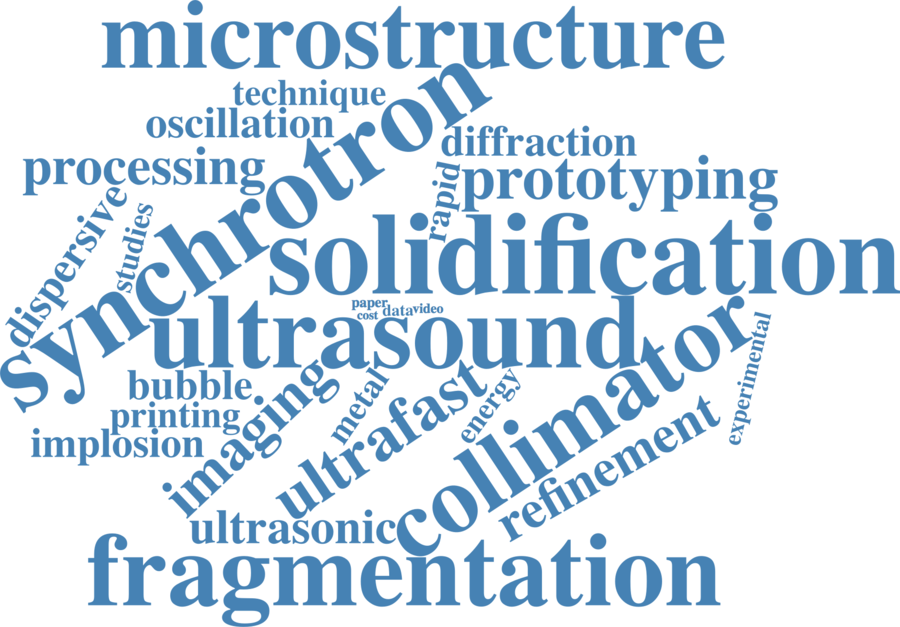 microstructure
technique
oscillation
synchrotron
diffraction
processing
rapid
prototyping
dispersive
studies
solidification
paper
cost
data
video
ultrasound
experimental
bubble
printing
implosion
imaging
metal
ultrafast
energy
collimator
refinement
ultrasonic
fragmentation